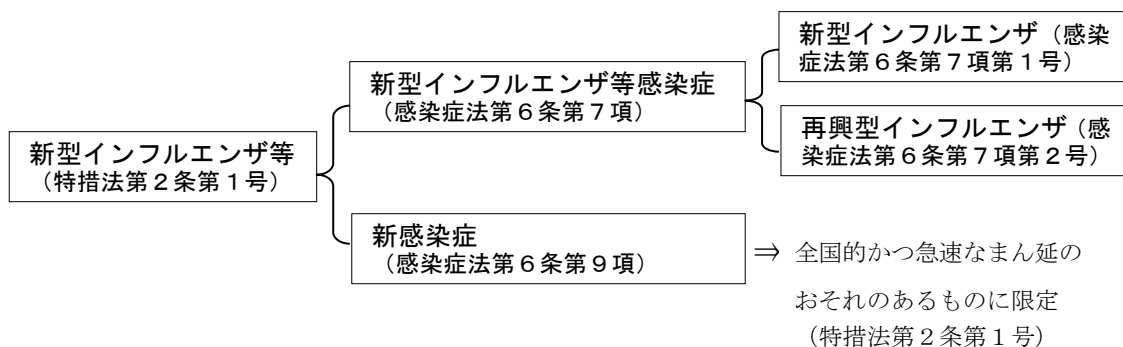 新型インフルエンザ等
（特措法第２条第１号）
新型インフルエンザ等感染症
（感染症法第６条第７項）
新型インフルエンザ（感染
症法第６条第７項第１号）
再興型インフルエンザ（感
染症法第６条第７項第２号）
新感染症
（感染症法第６条第９項）
⇒ 全国的かつ急速なまん延の
おそれのあるものに限定
（特措法第２条第１号）